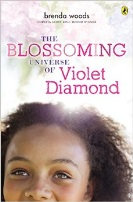 brenda woods
THE
BLOSSOMING
UNIVERSE
OF Violet
Diamond